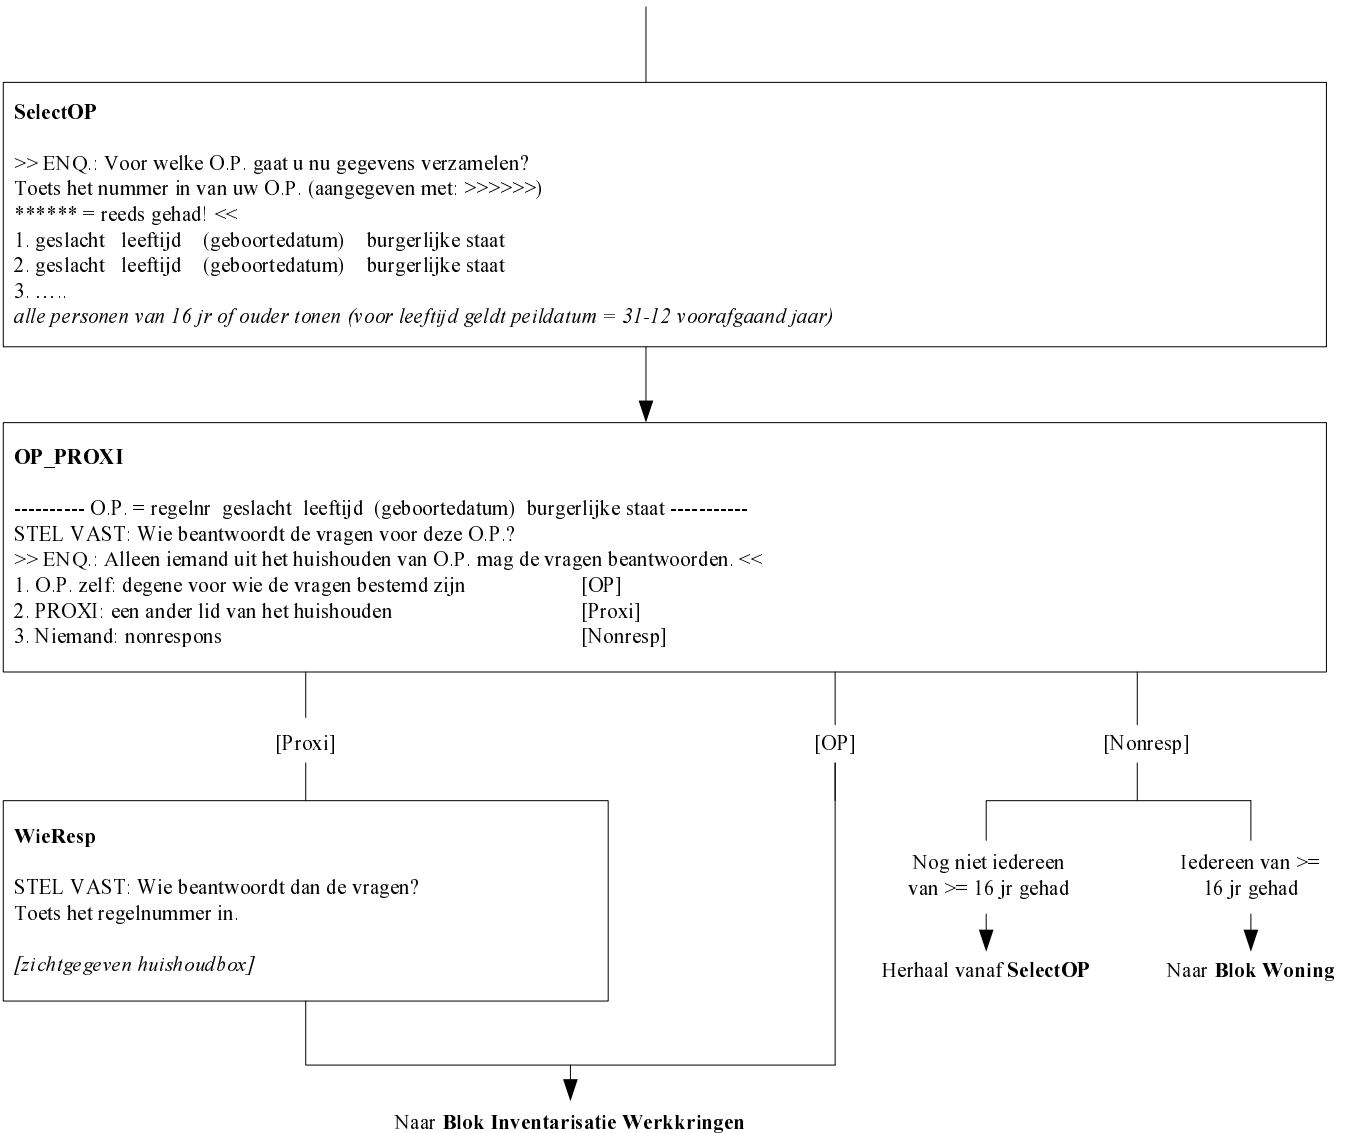 SelectOP
>> ENQ.: Voor welke O.P. gaat u nu gegevens verzamelen?
Toets het nummer in van uw O.P. (aangegeven met: >>>>>>)
****** = reeds gehad! <<
1. geslacht leeftijd (geboortedatum) burgerlijke staat
2. geslacht leeftijd (geboortedatum) burgerlijke staat
3. .....
alle personen van 16 jr of ouder tonen (voor leeftijd geldt peildatum = 31-12 voorafgaand jaar)
OP_PROXI
---------- O.P. = regelnr geslacht leeftijd (geboortedatum) burgerlijke staat -----------
STEL VAST: Wie beantwoordt de vragen voor deze O.P.?
>> ENQ.: Alleen iemand uit het huishouden van O.P. mag de vragen beantwoorden. <<
1. O.P. zelf: degene voor wie de vragen bestemd zijn [OP]
2. PROXI: een ander lid van het huishouden [Proxi]
3. Niemand: nonrespons [Nonresp]
[Proxi] [OP] [Nonresp]
WieResp
STEL VAST: Wie beantwoordt dan de vragen?
Toets het regelnummer in.
[zichtgegeven huishoudbox]
Nog niet iedereen
van >= 16 jr gehad
Herhaal vanaf SelectOP
Iedereen van >=
16 jr gehad
Naar Blok Woning
Naar Blok Inventarisatie Werkkringen